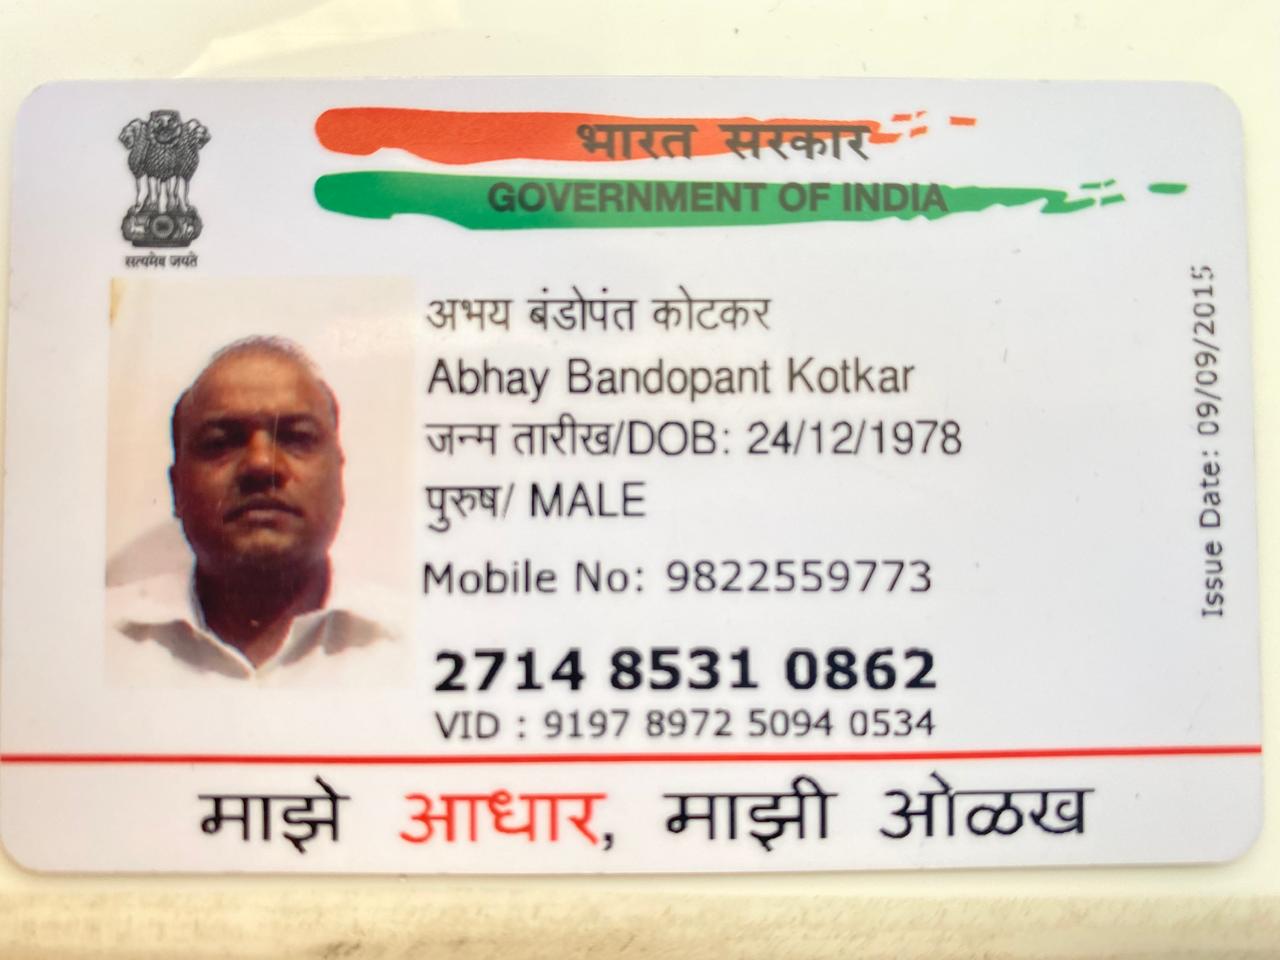 भारत सरकार
GOVERNMENT OF INDIA
सत्यमेव जयते
अभय बंडोपंत कोटकर
Abhay Bandopant Kotkar
जन्म तारीख/DOB: 24/12/1978
पुरुष/ MALE
Mobile No: 9822559773
2714 8531 0862
VID : 9197 8972 5094 0534
Issue Date: 09/09/2015
माझे आधार, माझी ओळख